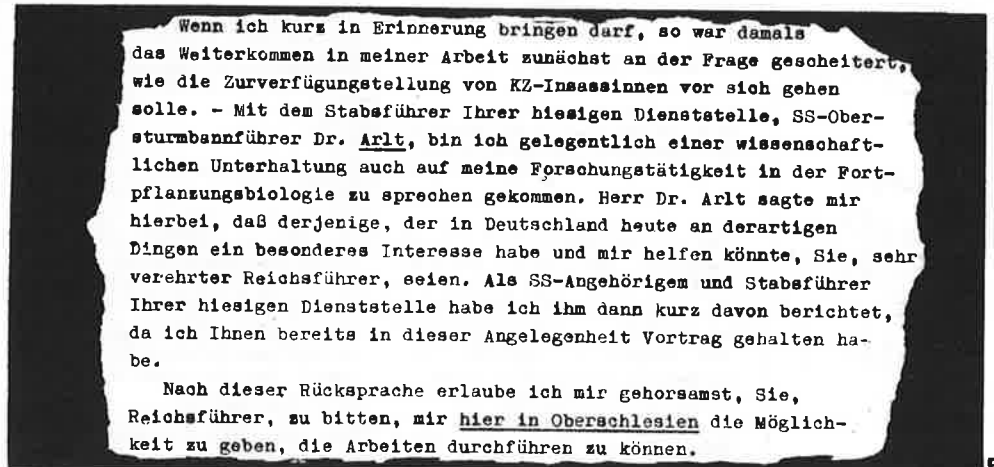 Wenn ich kurz in Erinnerung bringen darf, so war damals
das Weiterkommen in meiner Arbeit zunächst an der Frage gescheitert,
wie die Zurverfügungstellung von KZ-Insassinnen vor sich gehen
solle. - Mit dem Stabsführer Ihrer hiesigen Dienststelle, SS-Ober-
sturmbannführer Dr. Arlt, bin ich gelegentlich einer wissenschaft-
lichen Unterhaltung auch auf meine Forschungstätigkeit in der Fort-
pflanzungsbiologie zu sprechen gekommen. Herr Dr. Arlt sagte mir
hierbei, daß derjenige, der in Deutschland heute an derartigen
Dingen ein besonderes Interesse habe und mir helfen könnte, Sie, sehr
verehrter Reichsführer, seien. Als SS-Angehörigem und Stabsführer
Ihrer hiesigen Dienststelle habe ich ihm dann kurz davon berichtet,
da ich Ihnen bereits in dieser Angelegenheit Vortrag gehalten ha-
be.
Nach dieser Rücksprache erlaube ich mir gehorsamst, Sie,
Reichsführer, zu bitten, mir hier in Oberschlesien die Möglich-
keit zu geben, die Arbeiten durchführen zu können.